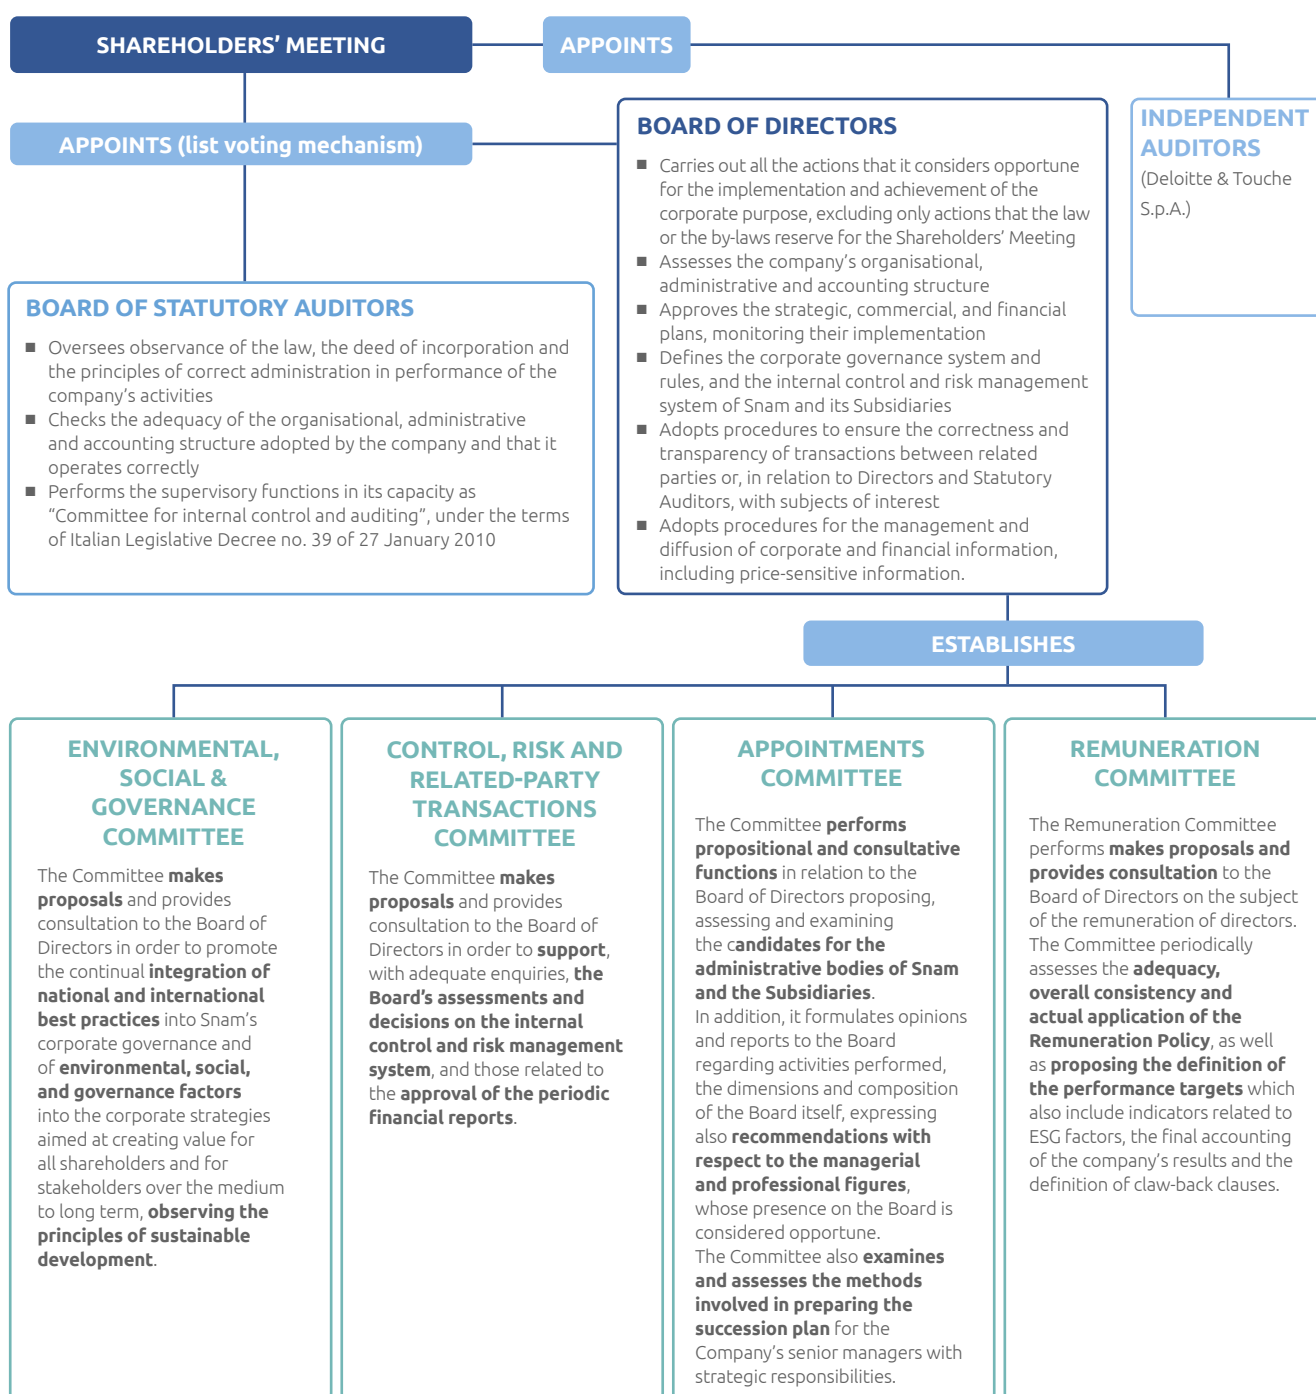 SHAREHOLDERS’ MEETING
APPOINTS
APPOINTS (list voting mechanism)
BOARD OF DIRECTORS
■ Carries out all the actions that it considers opportune
for the implementation and achievement of the
corporate purpose, excluding only actions that the law
or the by-laws reserve for the Shareholders’ Meeting
■ Assesses the company’s organisational,
administrative and accounting structure
■ Approves the strategic, commercial, and financial
plans, monitoring their implementation
■ Defines the corporate governance system and
rules, and the internal control and risk management
system of Snam and its Subsidiaries
■ Adopts procedures to ensure the correctness and
transparency of transactions between related
parties or, in relation to Directors and Statutory
Auditors, with subjects of interest
■ Adopts procedures for the management and
diffusion of corporate and financial information,
including price-sensitive information.
INDEPENDENT
AUDITORS
(Deloitte & Touche
S.p.A.)
BOARD OF STATUTORY AUDITORS
■ Oversees observance of the law, the deed of incorporation and
the principles of correct administration in performance of the
company’s activities
■ Checks the adequacy of the organisational, administrative
and accounting structure adopted by the company and that it
operates correctly
■ Performs the supervisory functions in its capacity as
“Committee for internal control and auditing”, under the terms
of Italian Legislative Decree no. 39 of 27 January 2010
ESTABLISHES
ENVIRONMENTAL,
SOCIAL &
GOVERNANCE
COMMITTEE
The Committee makes
proposals and provides
consultation to the Board of
Directors in order to promote
the continual integration of
national and international
best practices into Snam’s
corporate governance and
of environmental, social,
and governance factors
into the corporate strategies
aimed at creating value for
all shareholders and for
stakeholders over the medium
to long term, observing the
principles of sustainable
development.
CONTROL, RISK AND
RELATED-PARTY
TRANSACTIONS
COMMITTEE
The Committee makes
proposals and provides
consultation to the Board of
Directors in order to support,
with adequate enquiries, the
Board’s assessments and
decisions on the internal
control and risk management
system, and those related to
the approval of the periodic
financial reports.
APPOINTMENTS
COMMITTEE
The Committee performs
propositional and consultative
functions in relation to the
Board of Directors proposing,
assessing and examining
the candidates for the
administrative bodies of Snam
and the Subsidiaries.
In addition, it formulates opinions
and reports to the Board
regarding activities performed,
the dimensions and composition
of the Board itself, expressing
also recommendations with
respect to the managerial
and professional figures,
whose presence on the Board is
considered opportune.
The Committee also examines
and assesses the methods
involved in preparing the
succession plan for the
Company’s senior managers with
strategic responsibilities.
REMUNERATION
COMMITTEE
The Remuneration Committee
performs makes proposals and
provides consultation to the
Board of Directors on the subject
of the remuneration of directors.
The Committee periodically
assesses the adequacy,
overall consistency and
actual application of the
Remuneration Policy, as well
as proposing the definition of
the performance targets which
also include indicators related to
ESG factors, the final accounting
of the company’s results and the
definition of claw-back clauses.